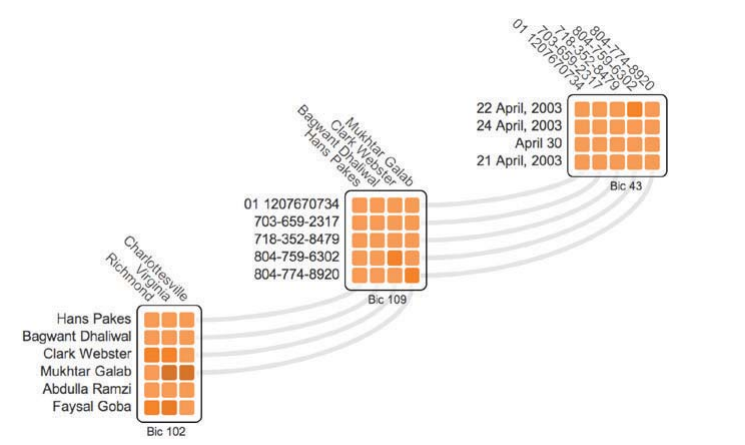 01 1207670734
703-659-2317
718-352-8479
804-759-6302
804-774-8920
22 April, 2003
24 April, 2003
April 30
21 April, 2003
Bic 43
Hans Pakes
Bagwant Dhaliwal
Clark Webster
Mukhtar Galab
01 1207670734
703-659-2317
718-352-8479
804-759-6302
804-774-8920
Bic 109
Richmond
Virginia
Charlottesville
Hans Pakes
Bagwant Dhaliwal
Clark Webster
Mukhtar Galab
Abdulla Ramzi
Faysal Goba
Bic 102